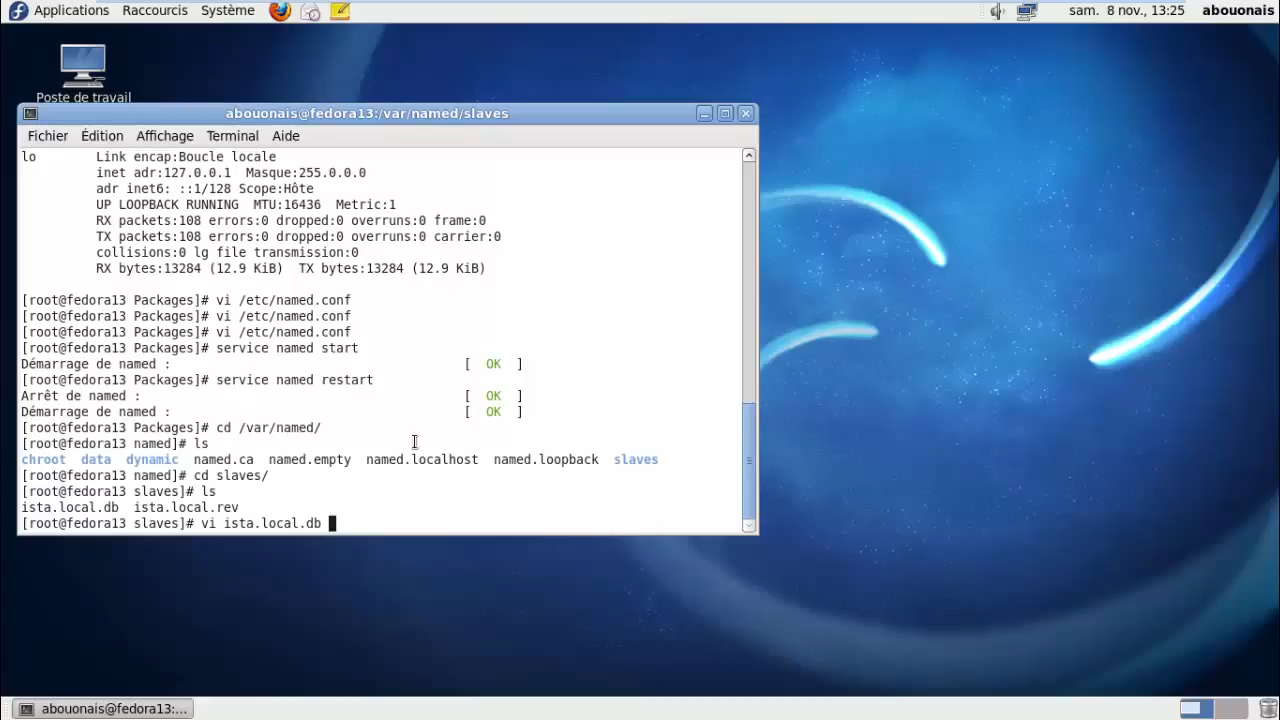 Applications Raccourcis Système sam. 8 nov., 13:25 abouonais
Poste de travail
abouonais@fedora13:/var/named/slaves
Fichier Édition Affichage Terminal Aide
lo        Link encap:Boucle locale
          inet adr:127.0.0.1  Masque:255.0.0.0
          adr inet6: ::1/128 Scope:Hôte
          UP LOOPBACK RUNNING  MTU:16436  Metric:1
          RX packets:108 errors:0 dropped:0 overruns:0 frame:0
          TX packets:108 errors:0 dropped:0 overruns:0 carrier:0
          collisions:0 lg file transmission:0
          RX bytes:13284 (12.9 KiB)  TX bytes:13284 (12.9 KiB)
[root@fedora13 Packages]# vi /etc/named.conf
[root@fedora13 Packages]# vi /etc/named.conf
[root@fedora13 Packages]# vi /etc/named.conf
[root@fedora13 Packages]# service named start
Démarrage de named :                                       [  OK  ]
[root@fedora13 Packages]# service named restart
Arrêt de named :                                           [  OK  ]
Démarrage de named :                                       [  OK  ]
[root@fedora13 Packages]# cd /var/named/
[root@fedora13 named]# ls
chroot  data  dynamic  named.ca  named.empty  named.localhost  named.loopback  slaves
[root@fedora13 named]# cd slaves/
[root@fedora13 slaves]# ls
ista.local.db  ista.local.rev
[root@fedora13 slaves]# vi ista.local.db
abouonais@fedora13:...